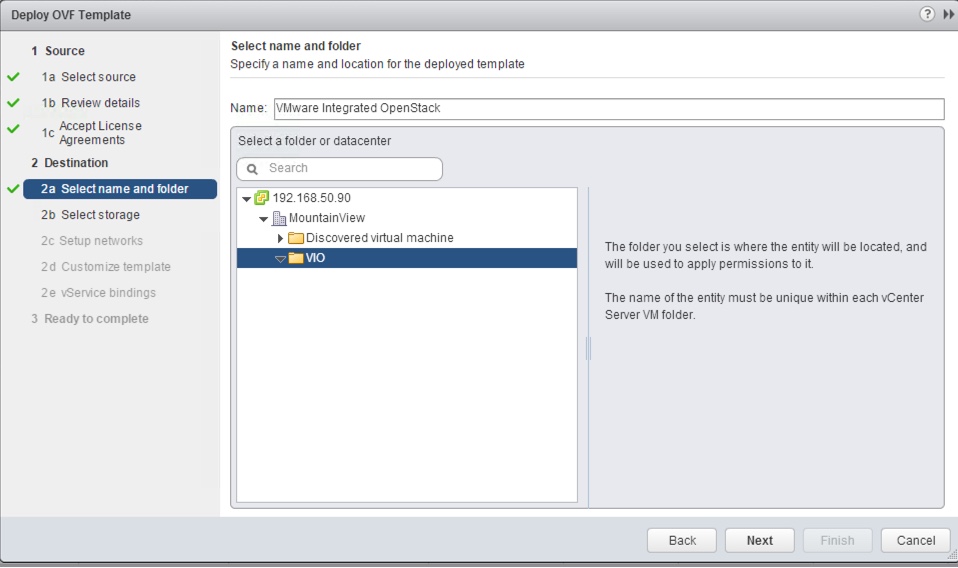 Deploy OVF Template
?
1 Source
1a Select source
1b Review details
1c Accept License
Agreements
2 Destination
2a Select name and folder
2b Select storage
2c Setup networks
2d Customize template
2e vService bindings
3 Ready to complete
Select name and folder
Specify a name and location for the deployed template
Name: VMware Integrated OpenStack
Select a folder or datacenter
Search
192.168.50.90
MountainView
Discovered virtual machine
VIO
The folder you select is where the entity will be located, and
will be used to apply permissions to it.
The name of the entity must be unique within each vCenter
Server VM folder.
Back Next Finish Cancel